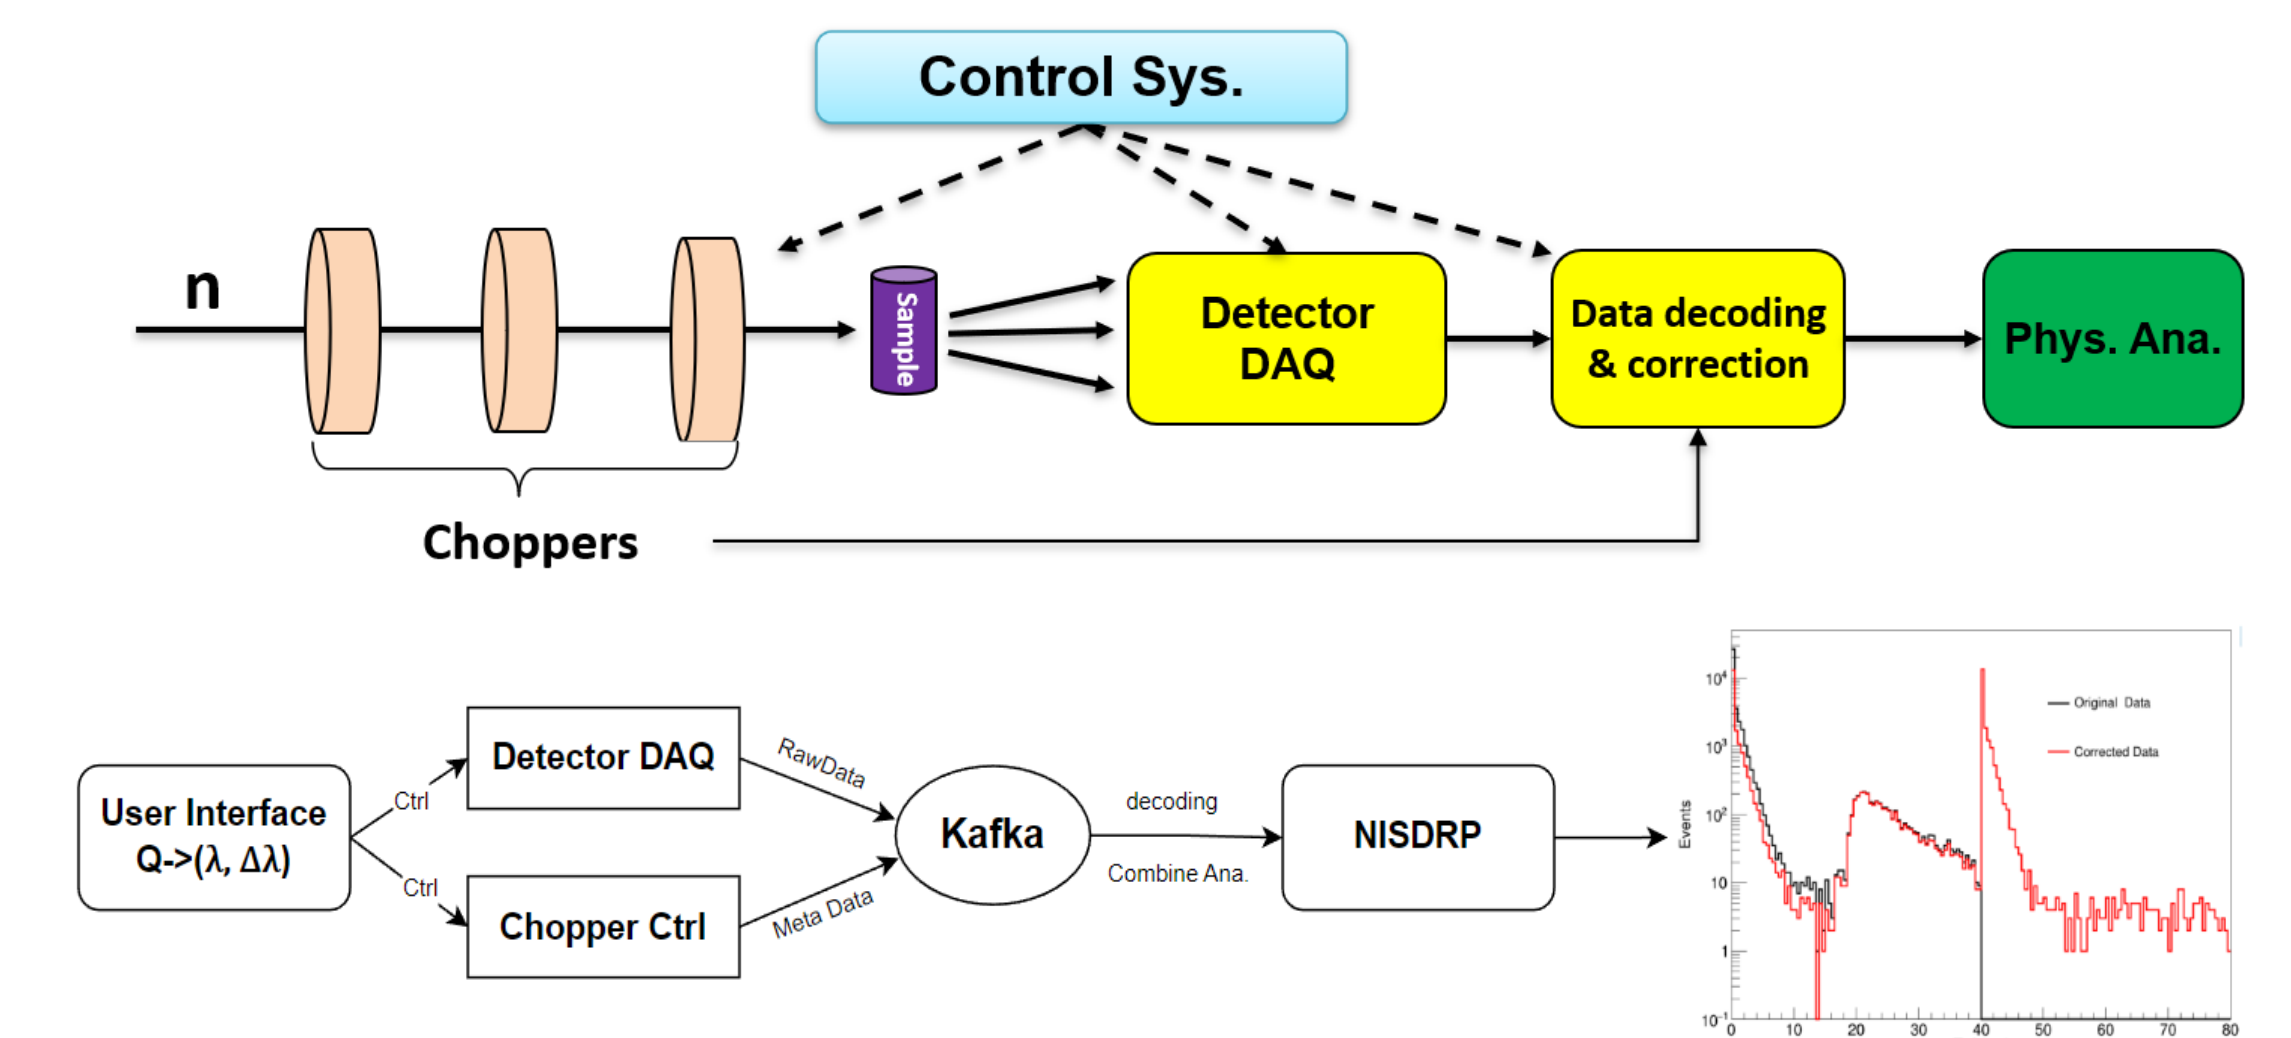 Control Sys.
n
Sample
Detector
DAQ
Data decoding
& correction
Phys. Ana.
Choppers
User Interface
Q->(λ, Δλ)
Ctrl
Ctrl
Detector DAQ
Chopper Ctrl
RawData
Meta Data
Kafka
decoding
Combine Ana.
NISDRP
Events
10⁴
10³
10²
10
1
10⁻¹
Original Data
Corrected Data
0 10 20 30 40 50 60 70 80